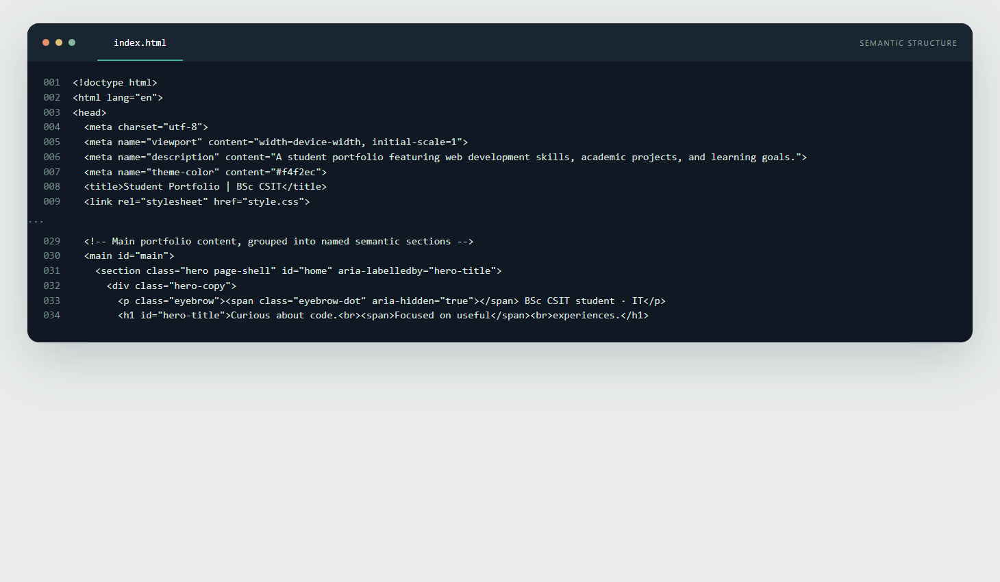 index.html
SEMANTIC STRUCTURE
001 <!doctype html>
002 <html lang="en">
003 <head>
004   <meta charset="utf-8">
005   <meta name="viewport" content="width=device-width, initial-scale=1">
006   <meta name="description" content="A student portfolio featuring web development skills, academic projects, and learning goals.">
007   <meta name="theme-color" content="#f4f2ec">
008   <title>Student Portfolio | BSc CSIT</title>
009   <link rel="stylesheet" href="style.css">
...
029   <!-- Main portfolio content, grouped into named semantic sections -->
030   <main id="main">
031     <section class="hero page-shell" id="home" aria-labelledby="hero-title">
032       <div class="hero-copy">
033         <p class="eyebrow"><span class="eyebrow-dot" aria-hidden="true"></span> BSc CSIT student · IT</p>
034         <h1 id="hero-title">Curious about code.<br><span>Focused on useful</span><br>experiences.</h1>